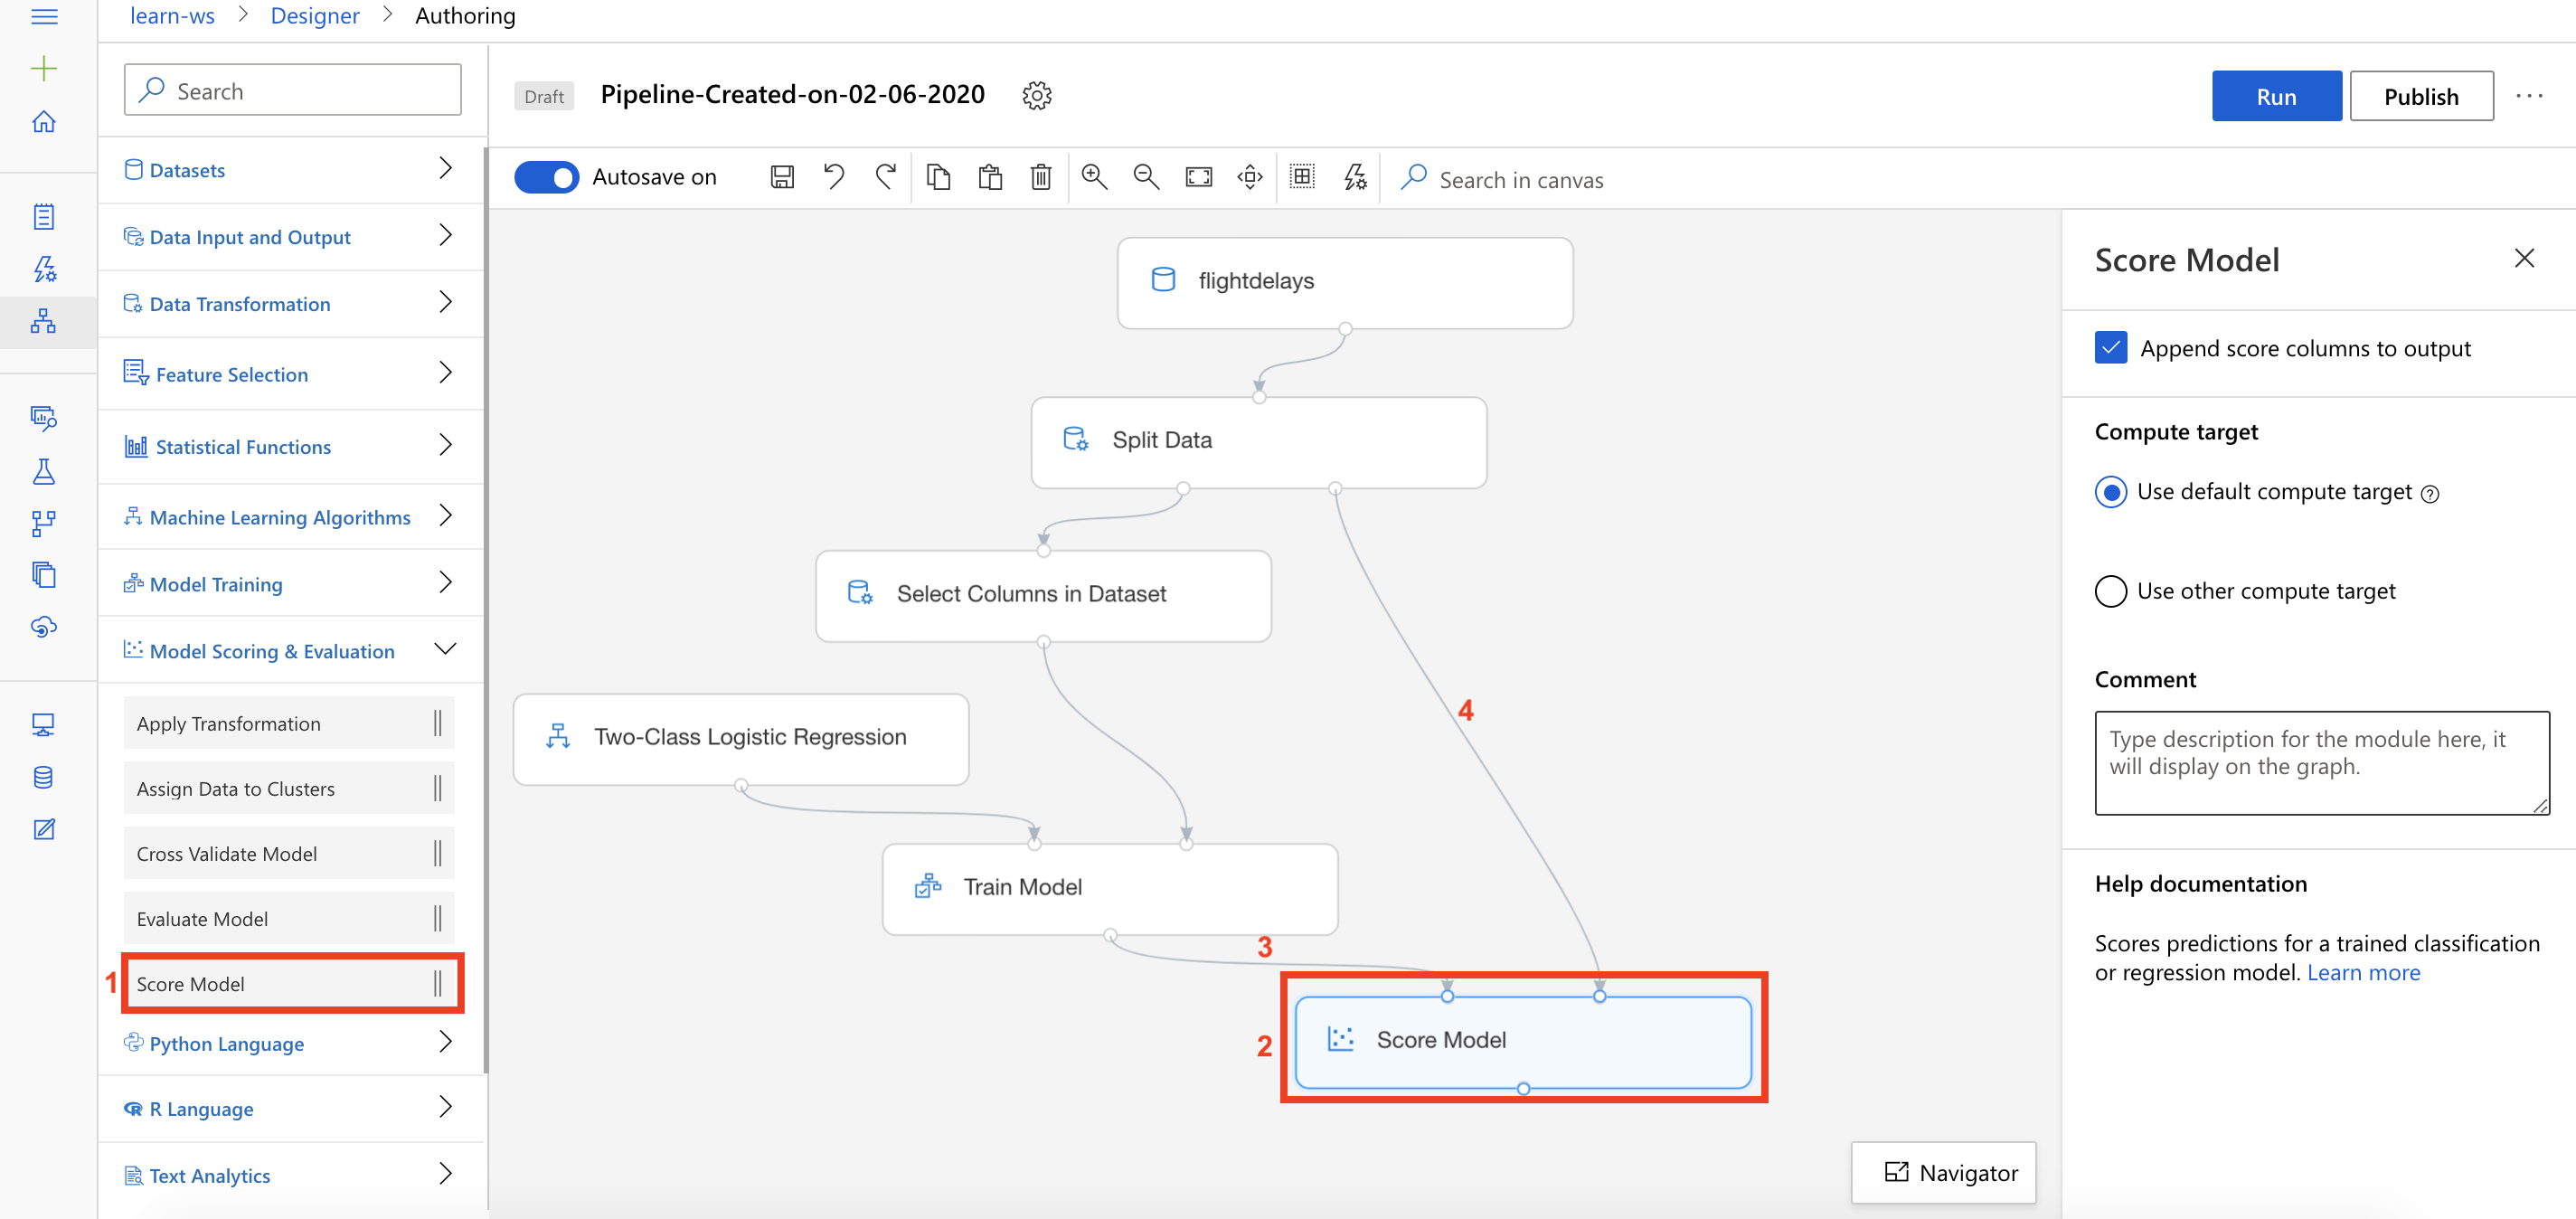 learn-ws > Designer > Authoring
Search
Draft Pipeline-Created-on-02-06-2020
Run
Publish
Autosave on
Search in canvas
Datasets
Data Input and Output
Data Transformation
Feature Selection
Statistical Functions
Machine Learning Algorithms
Model Training
Model Scoring & Evaluation
Apply Transformation
Assign Data to Clusters
Cross Validate Model
Evaluate Model
1
Score Model
Python Language
R Language
Text Analytics
flightdelays
Split Data
Select Columns in Dataset
4
Two-Class Logistic Regression
Train Model
3
2
Score Model
Navigator
Score Model
Append score columns to output
Compute target
Use default compute target ?
Use other compute target
Comment
Type description for the module here, it
will display on the graph.
Help documentation
Scores predictions for a trained classification
or regression model. Learn more